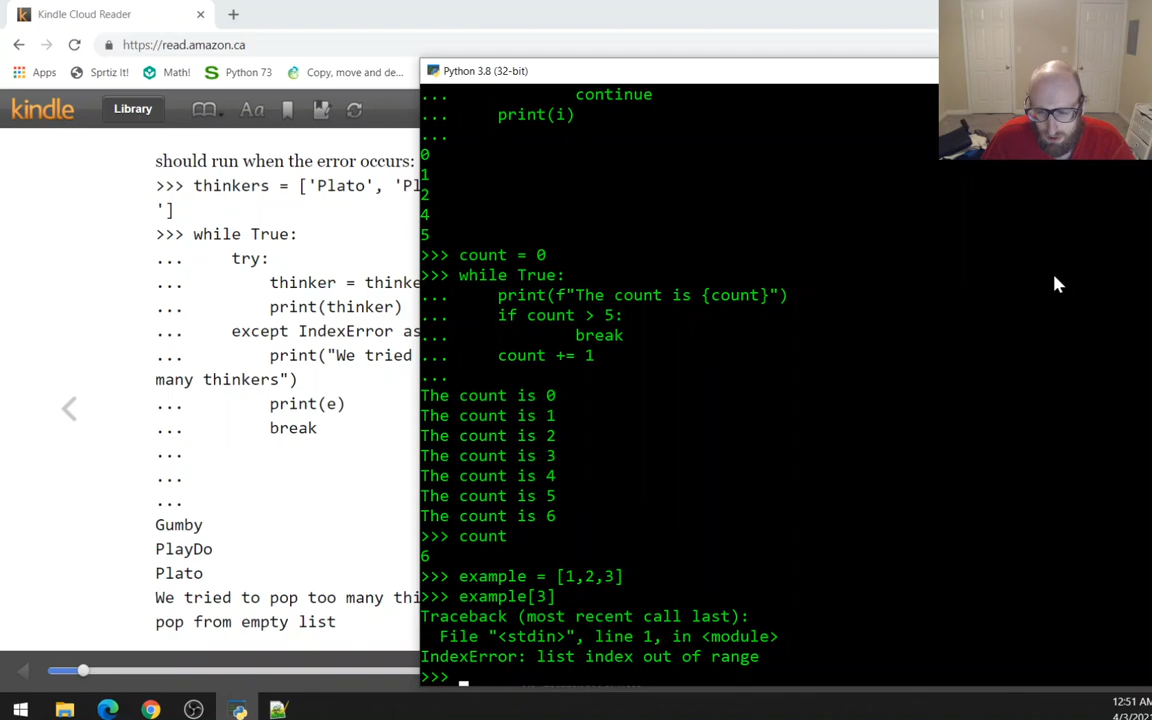 Kindle Cloud Reader
https://read.amazon.ca
Apps Sprtiz It! Math! Python 73 Copy, move and de...
kindle Library Aa
should run when the error occurs:
>>> thinkers = ['Plato', 'Pl
']
>>> while True:
... try:
... thinker = thinke
... print(thinker)
... except IndexError as
... print("We tried
many thinkers")
... print(e)
... break
...
...
...
Gumby
PlayDo
Plato
We tried to pop too many thi
pop from empty list
Python 3.8 (32-bit)
... continue
... print(i)
...
0
1
2
4
5
>>> count = 0
>>> while True:
... print(f"The count is {count}")
... if count > 5:
... break
... count += 1
...
The count is 0
The count is 1
The count is 2
The count is 3
The count is 4
The count is 5
The count is 6
>>> count
6
>>> example = [1,2,3]
>>> example[3]
Traceback (most recent call last):
File "<stdin>", line 1, in <module>
IndexError: list index out of range
>>>
12:51 AM